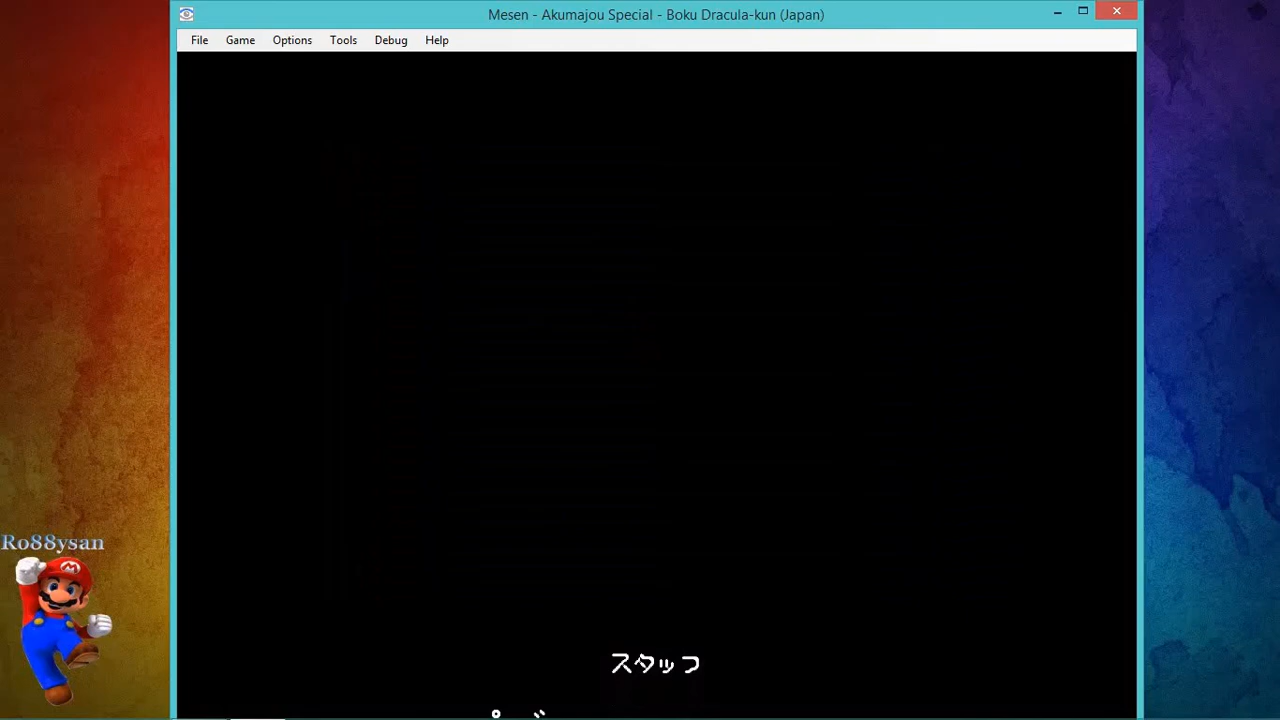 Mesen - Akumajou Special - Boku Dracula-kun (Japan)
File Game Options Tools Debug Help
Ro88ysan
M
スタッフ